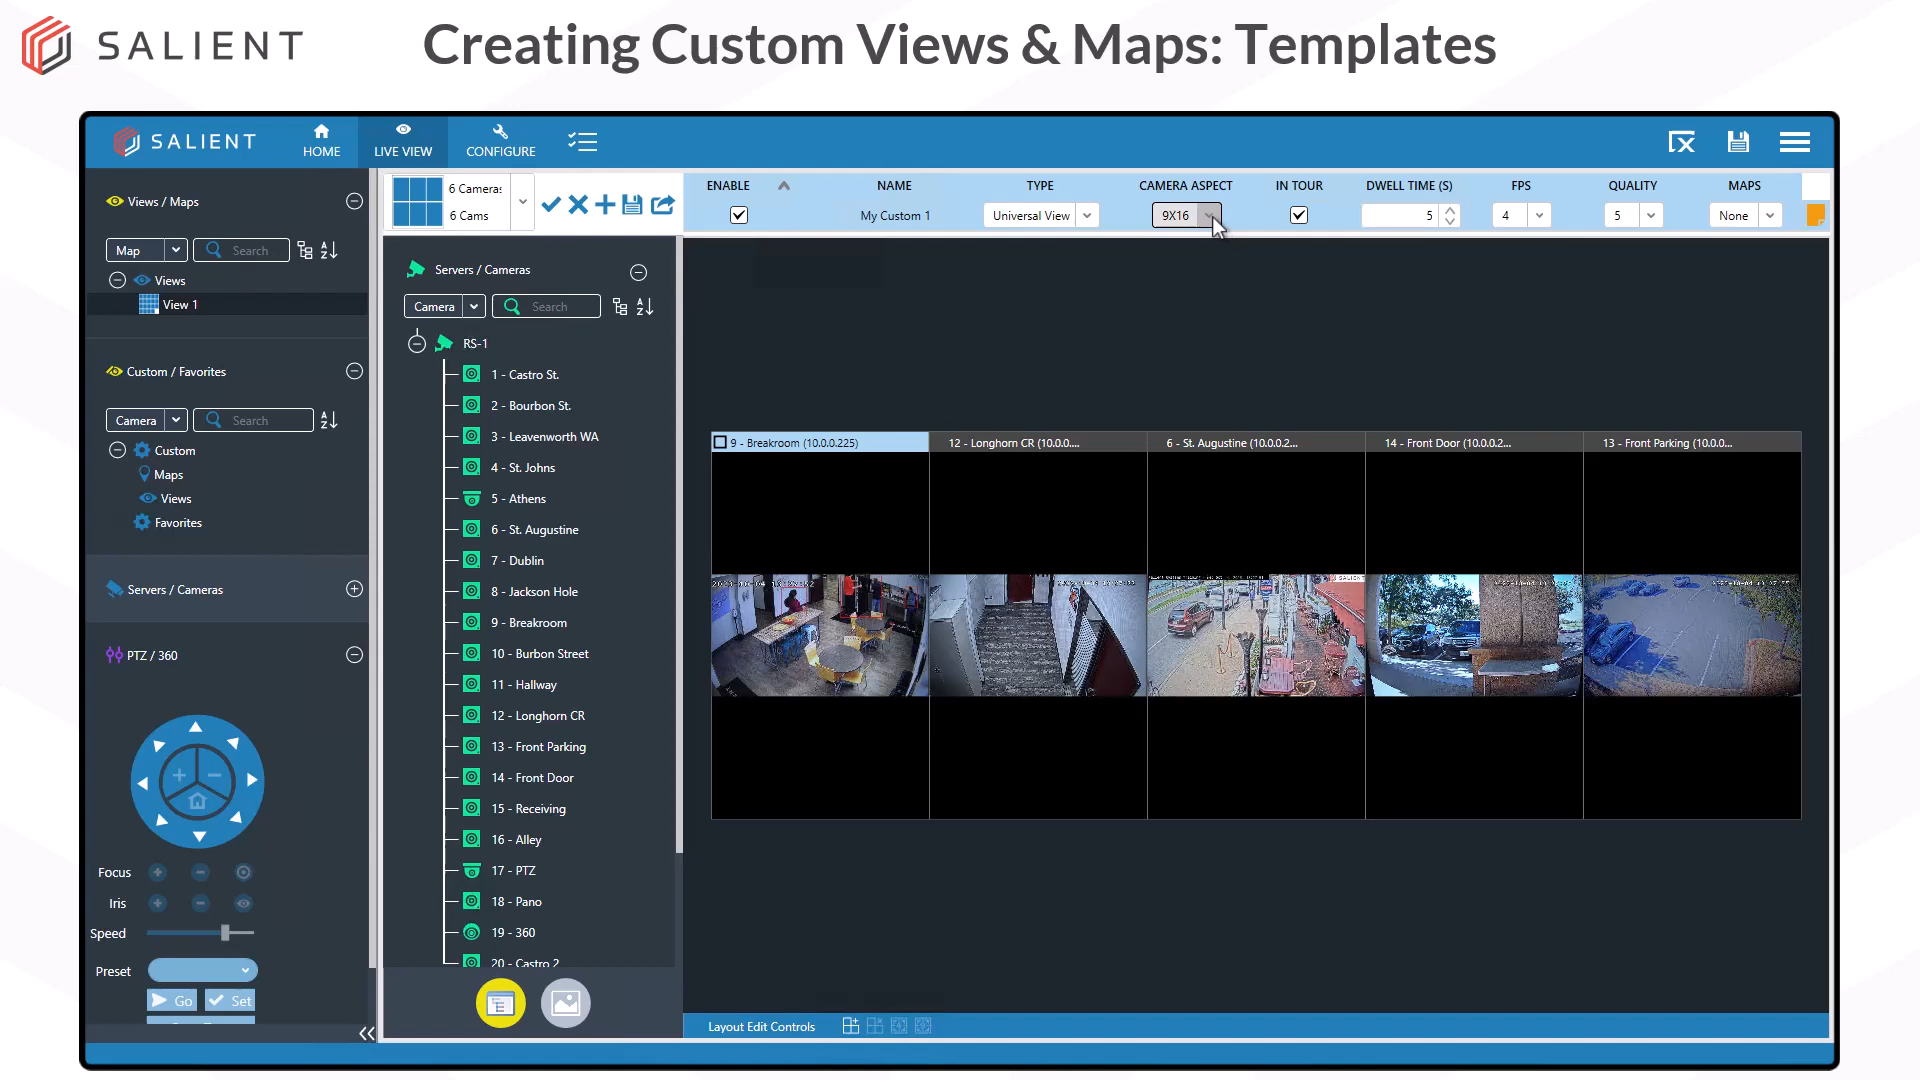 SALIENT
Creating Custom Views & Maps: Templates
SALIENT
HOME
LIVE VIEW
CONFIGURE
Views / Maps
Map
Search
Views
View 1
Custom / Favorites
Camera
Search
Custom
Maps
Views
Favorites
Servers / Cameras
PTZ / 360
Focus
Iris
Speed
Preset
Go
Set
6 Cameras
6 Cams
ENABLE
NAME
TYPE
CAMERA ASPECT
IN TOUR
DWELL TIME (S)
FPS
QUALITY
MAPS
My Custom 1
Universal View
9X16
5
4
5
None
Servers / Cameras
Camera
Search
RS-1
1 - Castro St.
2 - Bourbon St.
3 - Leavenworth WA
4 - St. Johns
5 - Athens
6 - St. Augustine
7 - Dublin
8 - Jackson Hole
9 - Breakroom
10 - Burbon Street
11 - Hallway
12 - Longhorn CR
13 - Front Parking
14 - Front Door
15 - Receiving
16 - Alley
17 - PTZ
18 - Pano
19 - 360
20 - Castro 2
9 - Breakroom (10.0.0.225)
12 - Longhorn CR (10.0.0....
6 - St. Augustine (10.0.0.2...
14 - Front Door (10.0.0.2...
13 - Front Parking (10.0.0...
SALIENT
Layout Edit Controls